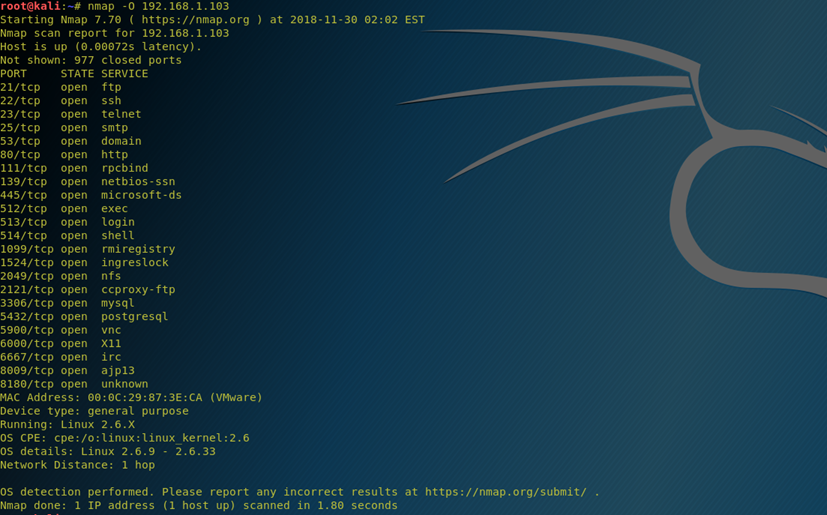 root@kali:~# nmap -O 192.168.1.103
Starting Nmap 7.70 ( https://nmap.org ) at 2018-11-30 02:02 EST
Nmap scan report for 192.168.1.103
Host is up (0.00072s latency).
Not shown: 977 closed ports
PORT     STATE SERVICE
21/tcp   open  ftp
22/tcp   open  ssh
23/tcp   open  telnet
25/tcp   open  smtp
53/tcp   open  domain
80/tcp   open  http
111/tcp  open  rpcbind
139/tcp  open  netbios-ssn
445/tcp  open  microsoft-ds
512/tcp  open  exec
513/tcp  open  login
514/tcp  open  shell
1099/tcp open  rmiregistry
1524/tcp open  ingreslock
2049/tcp open  nfs
2121/tcp open  ccproxy-ftp
3306/tcp open  mysql
5432/tcp open  postgresql
5900/tcp open  vnc
6000/tcp open  X11
6667/tcp open  irc
8009/tcp open  ajp13
8180/tcp open  unknown
MAC Address: 00:0C:29:87:3E:CA (VMware)
Device type: general purpose
Running: Linux 2.6.X
OS CPE: cpe:/o:linux:linux_kernel:2.6
OS details: Linux 2.6.9 - 2.6.33
Network Distance: 1 hop
OS detection performed. Please report any incorrect results at https://nmap.org/submit/ .
Nmap done: 1 IP address (1 host up) scanned in 1.80 seconds